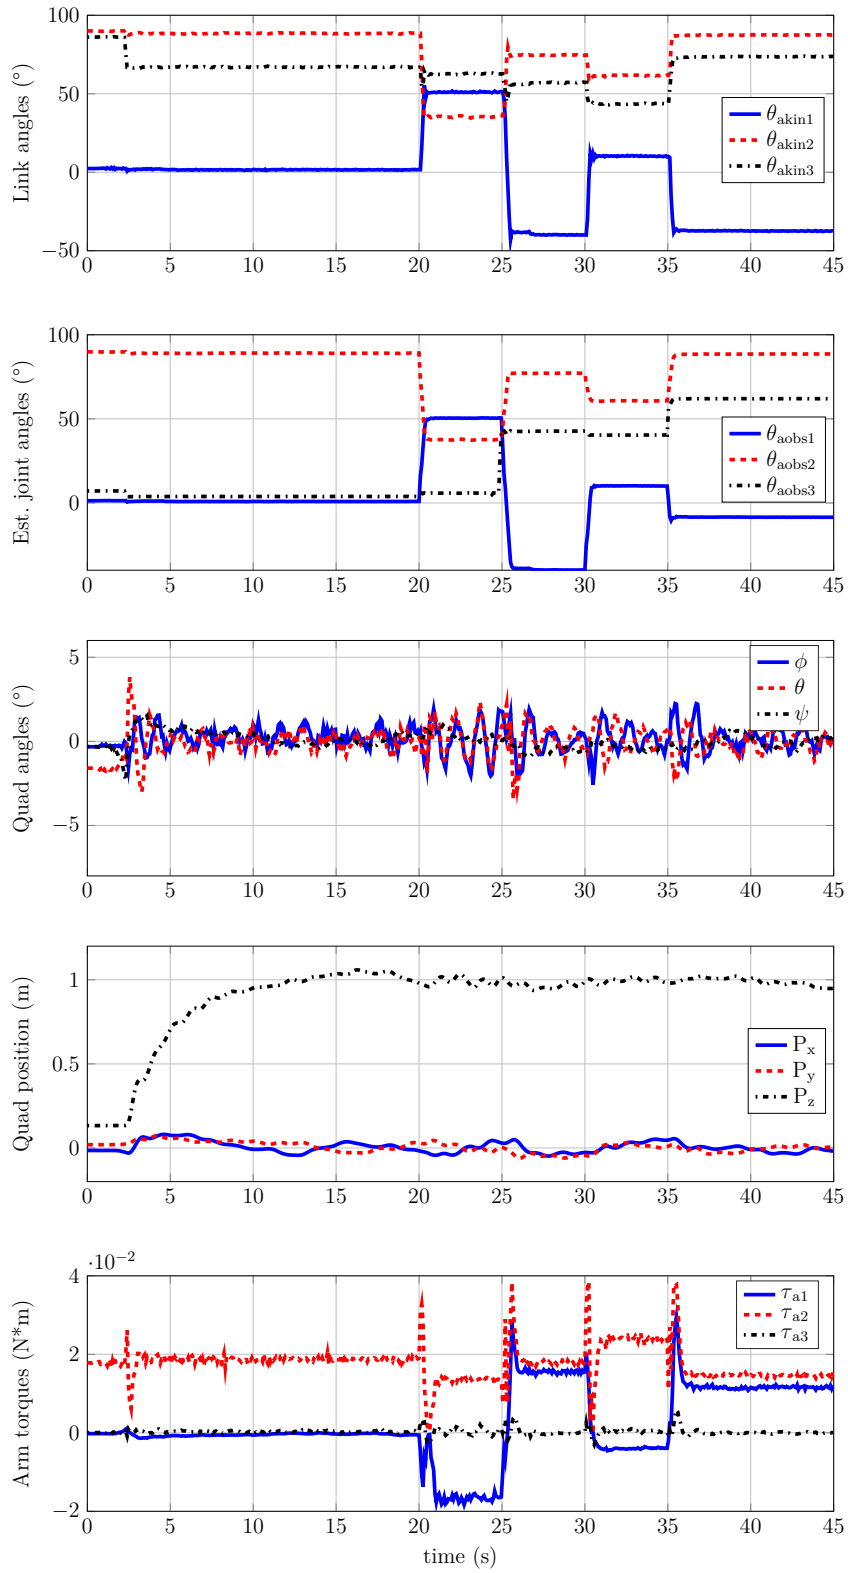 Link angles (°)
100
50
0
−50
0 5 10 15 20 25 30 35 40 45
θakin1
θakin2
θakin3
Est. joint angles (°)
100
50
0
0 5 10 15 20 25 30 35 40 45
θaobs1
θaobs2
θaobs3
Quad angles (°)
5
0
−5
0 5 10 15 20 25 30 35 40 45
ϕ
θ
ψ
Quad position (m)
1
0.5
0
0 5 10 15 20 25 30 35 40 45
Px
Py
Pz
Arm torques (N*m)
·10−2
4
2
0
−2
0 5 10 15 20 25 30 35 40 45
τa1
τa2
τa3
time (s)